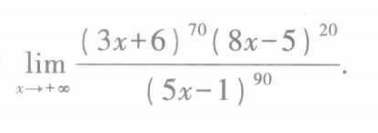 lim x→+∞ (3x+6)^70 (8x−5)^20 / (5x−1)^90.